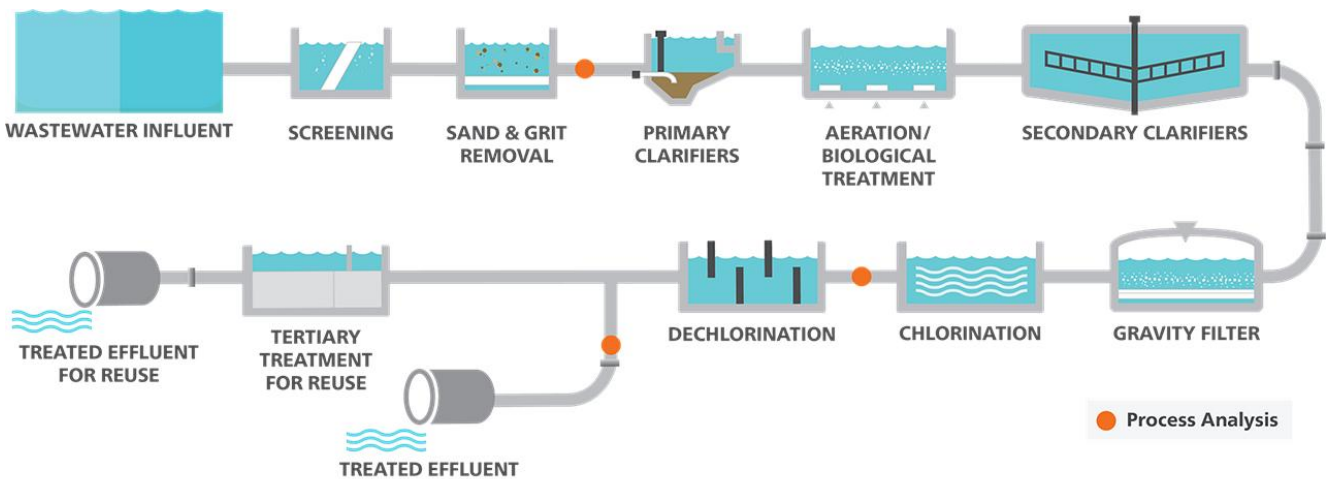 WASTEWATER INFLUENT
SCREENING
SAND & GRIT
REMOVAL
PRIMARY
CLARIFIERS
AERATION/
BIOLOGICAL
TREATMENT
SECONDARY CLARIFIERS
TREATED EFFLUENT
FOR REUSE
TERTIARY
TREATMENT
FOR REUSE
DECHLORINATION
CHLORINATION
GRAVITY FILTER
TREATED EFFLUENT
Process Analysis